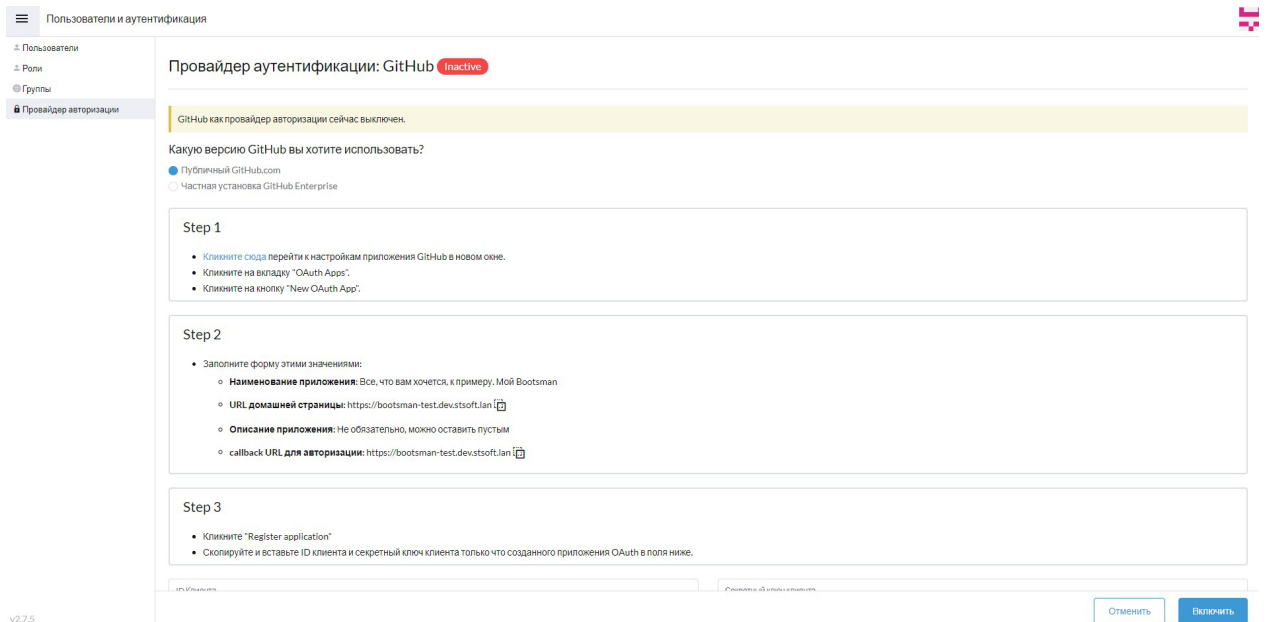 Пользователи и аутентификация
Пользователи
Роли
Группы
Провайдер авторизации
Провайдер аутентификации: GitHub Inactive
GitHub как провайдер авторизации сейчас выключен.
Какую версию GitHub вы хотите использовать?
Публичный GitHub.com
Частная установка GitHub Enterprise
Step 1
Кликните сюда перейти к настройкам приложения GitHub в новом окне.
Кликните на вкладку "OAuth Apps".
Кликните на кнопку "New OAuth App".
Step 2
Заполните форму этими значениями:
Наименование приложения: Все, что вам хочется, к примеру. Мой Bootsman
URL домашней страницы: https://bootsman-test.dev.stsoft.lan
Описание приложения: Не обязательно, можно оставить пустым
callback URL для авторизации: https://bootsman-test.dev.stsoft.lan
Step 3
Кликните "Register application"
Скопируйте и вставьте ID клиента и секретный ключ клиента только что созданного приложения OAuth в поля ниже.
ID Клиента
Секретный ключ клиента
Отменить
Включить
v2.7.5